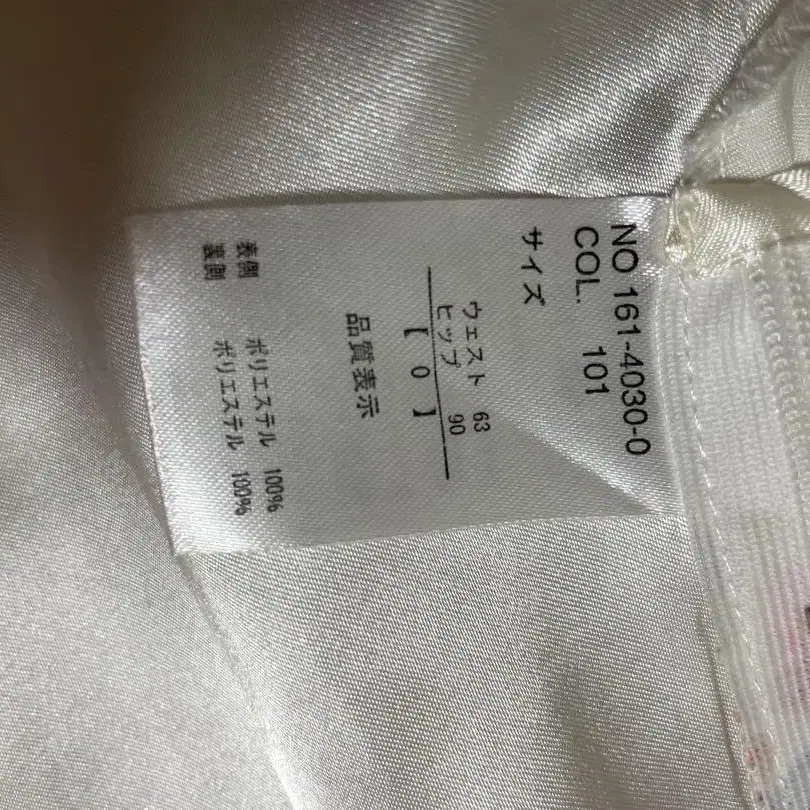 NO 161-4030-0
COL. 101
サイズ
ウェスト 63
ヒップ 90
【 0 】
品質表示
表側 ポリエステル 100%
裏側 ポリエステル 100%